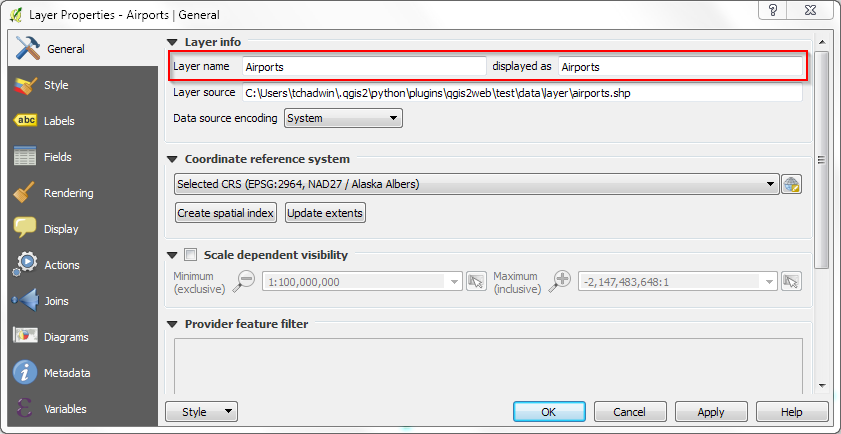 Layer Properties - Airports | General
General
Style
Labels
Fields
Rendering
Display
Actions
Joins
Diagrams
Metadata
Variables
Layer info
Layer name Airports displayed as Airports
Layer source C:\Users\tchadwin\.qgis2\python\plugins\qgis2web\test\data\layer\airports.shp
Data source encoding System
Coordinate reference system
Selected CRS (EPSG:2964, NAD27 / Alaska Albers)
Create spatial index Update extents
Scale dependent visibility
Minimum (exclusive) 1:100,000,000 Maximum (inclusive) -2,147,483,648:1
Provider feature filter
Style OK Cancel Apply Help
abc